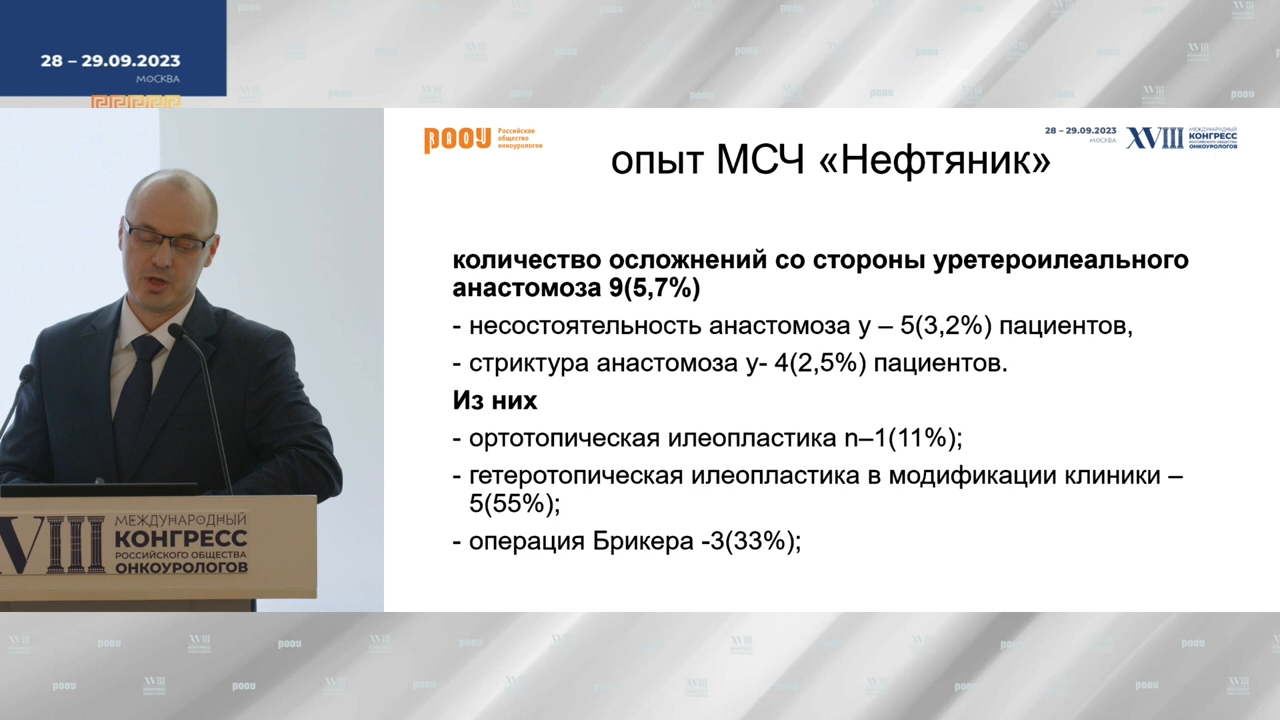 28 – 29.09.2023
МОСКВА
РООУ
Российское
общество
онкоурологов
28 – 29.09.2023
МОСКВА
XVIII
МЕЖДУНАРОДНЫЙ
КОНГРЕСС
РОССИЙСКОГО ОБЩЕСТВА
ОНКОУРОЛОГОВ
опыт МСЧ «Нефтяник»
количество осложнений со стороны уретероилеального
анастомоза 9(5,7%)
- несостоятельность анастомоза у – 5(3,2%) пациентов,
- стриктура анастомоза у- 4(2,5%) пациентов.
Из них
- ортотопическая илеопластика n–1(11%);
- гетеротопическая илеопластика в модификации клиники –
5(55%);
- операция Брикера -3(33%);
VIII
МЕЖДУНАРОДНЫЙ
КОНГРЕСС
РОССИЙСКОГО ОБЩЕСТВА
ОНКОУРОЛОГОВ